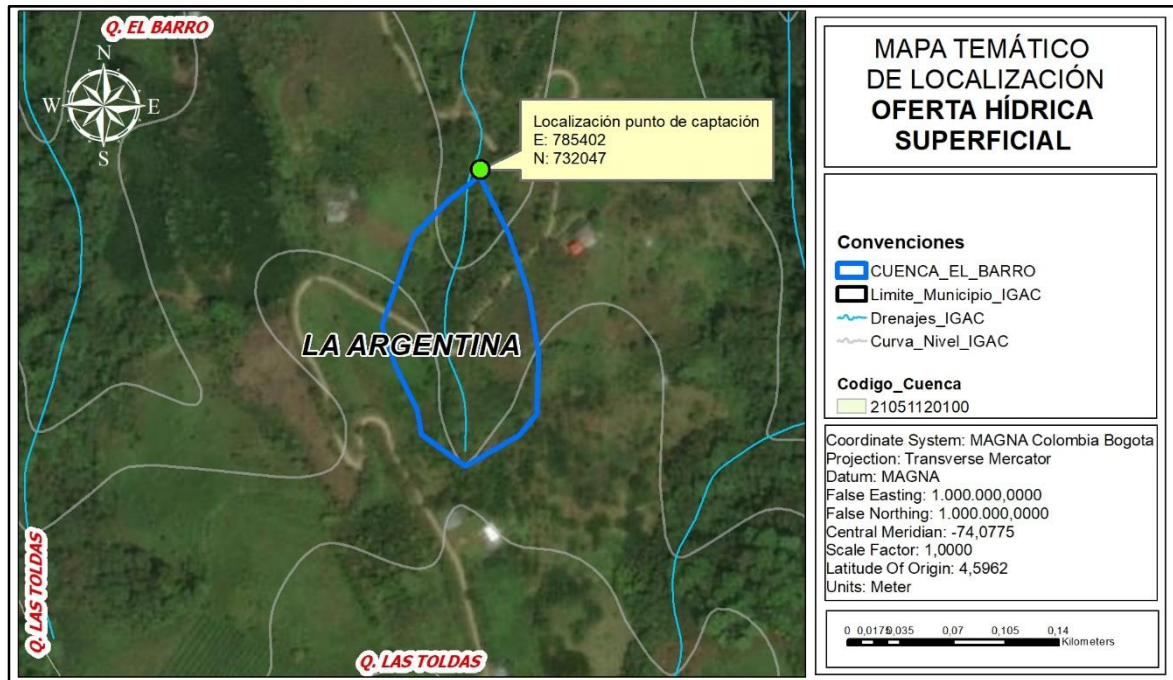 Q. EL BARRO
N
W
E
S
Localización punto de captación
E: 785402
N: 732047
LA ARGENTINA
Q. LAS TOLDAS
Q. LAS TOLDAS
MAPA TEMÁTICO
DE LOCALIZACIÓN
OFERTA HÍDRICA
SUPERFICIAL
Convenciones
CUENCA_EL_BARRO
Limite_Municipio_IGAC
Drenajes_IGAC
Curva_Nivel_IGAC
Codigo_Cuenca
21051120100
Coordinate System: MAGNA Colombia Bogota
Projection: Transverse Mercator
Datum: MAGNA
False Easting: 1.000.000,0000
False Northing: 1.000.000,0000
Central Meridian: -74,0775
Scale Factor: 1,0000
Latitude Of Origin: 4,5962
Units: Meter
0 0,0175 0,035 0,07 0,105 0,14
Kilometers